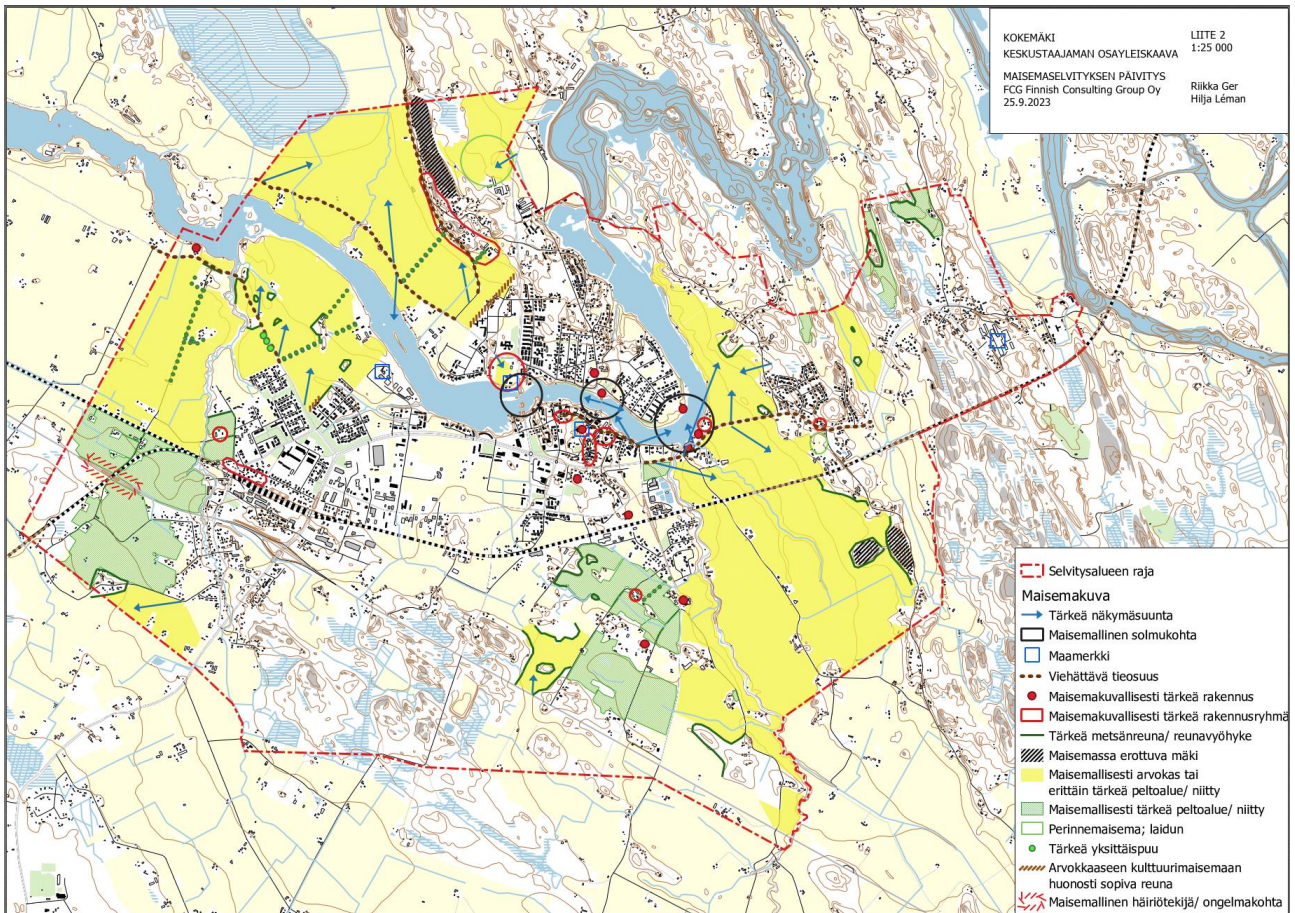 KOKEMÄKI
KESKUSTAAJAMAN OSAYLEISKAAVA
MAISEMASELVITYKSEN PÄIVITYS
FCG Finnish Consulting Group Oy
25.9.2023
LIITE 2
1:25 000
Riikka Ger
Hilja Léman
Selvitysalueen raja
Maisemakuva
Tärkeä näkymäsuunta
Maisemallinen solmukohta
Maamerkki
Viehättävä tieosuus
Maisemakuvallisesti tärkeä rakennus
Maisemakuvallisesti tärkeä rakennusryhmä
Tärkeä metsänreuna/ reunavyöhyke
Maisemassa erottuva mäki
Maisemallisesti arvokas tai
erittäin tärkeä peltoalue/ niitty
Maisemallisesti tärkeä peltoalue/ niitty
Perinnemaisema; laidun
Tärkeä yksittäispuu
Arvokkaaseen kulttuurimaisemaan
huonosti sopiva reuna
Maisemallinen häiriötekijä/ ongelmakohta